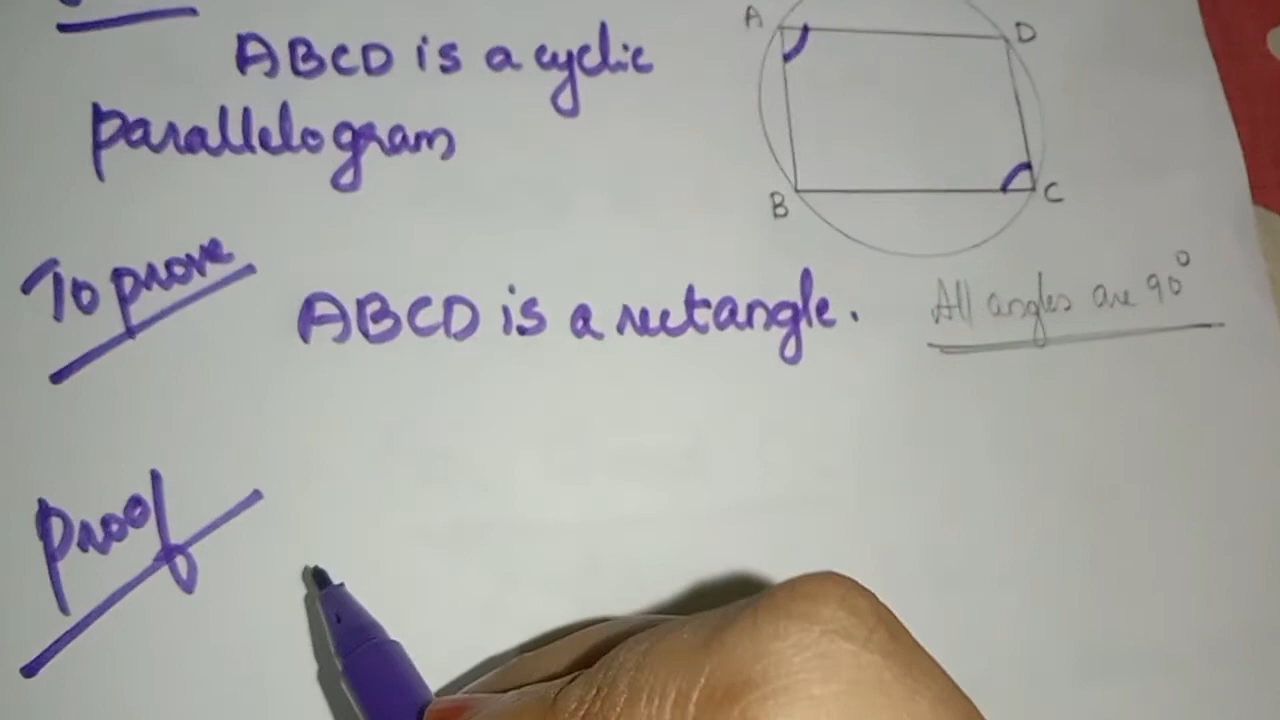 ABCD is a cyclic
parallelogram
A
D
B
C
To prove
ABCD is a rectangle.
All angles are 90°
Proof